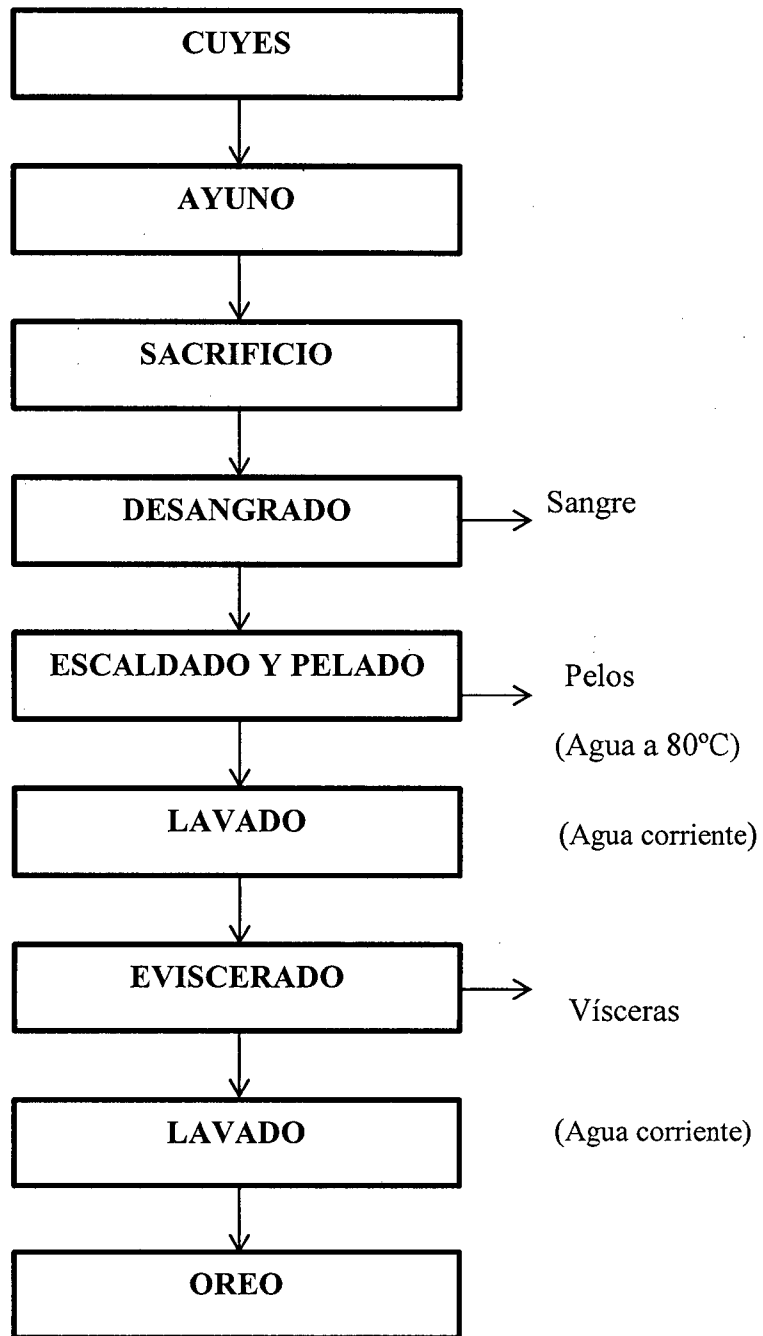 CUYES
AYUNO
SACRIFICIO
DESANGRADO
Sangre
ESCALDADO Y PELADO
Pelos
(Agua a 80ºC)
LAVADO
(Agua corriente)
EVISCERADO
Vísceras
LAVADO
(Agua corriente)
OREO